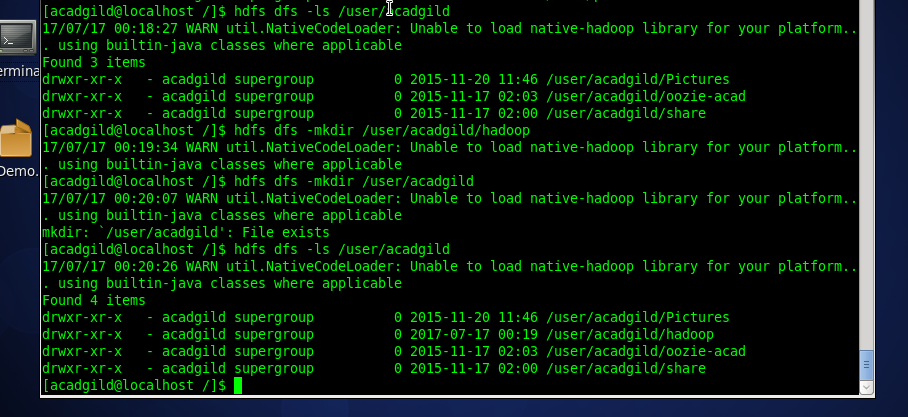 [acadgild@localhost /]$ hdfs dfs -ls /user/acadgild
17/07/17 00:18:27 WARN util.NativeCodeLoader: Unable to load native-hadoop library for your platform..
. using builtin-java classes where applicable
Found 3 items
drwxr-xr-x   - acadgild supergroup          0 2015-11-20 11:46 /user/acadgild/Pictures
drwxr-xr-x   - acadgild supergroup          0 2015-11-17 02:03 /user/acadgild/oozie-acad
drwxr-xr-x   - acadgild supergroup          0 2015-11-17 02:00 /user/acadgild/share
[acadgild@localhost /]$ hdfs dfs -mkdir /user/acadgild/hadoop
17/07/17 00:19:34 WARN util.NativeCodeLoader: Unable to load native-hadoop library for your platform..
. using builtin-java classes where applicable
[acadgild@localhost /]$ hdfs dfs -mkdir /user/acadgild
17/07/17 00:20:07 WARN util.NativeCodeLoader: Unable to load native-hadoop library for your platform..
. using builtin-java classes where applicable
mkdir: `/user/acadgild': File exists
[acadgild@localhost /]$ hdfs dfs -ls /user/acadgild
17/07/17 00:20:26 WARN util.NativeCodeLoader: Unable to load native-hadoop library for your platform..
. using builtin-java classes where applicable
Found 4 items
drwxr-xr-x   - acadgild supergroup          0 2015-11-20 11:46 /user/acadgild/Pictures
drwxr-xr-x   - acadgild supergroup          0 2017-07-17 00:19 /user/acadgild/hadoop
drwxr-xr-x   - acadgild supergroup          0 2015-11-17 02:03 /user/acadgild/oozie-acad
drwxr-xr-x   - acadgild supergroup          0 2015-11-17 02:00 /user/acadgild/share
[acadgild@localhost /]$
ermina
Demo.